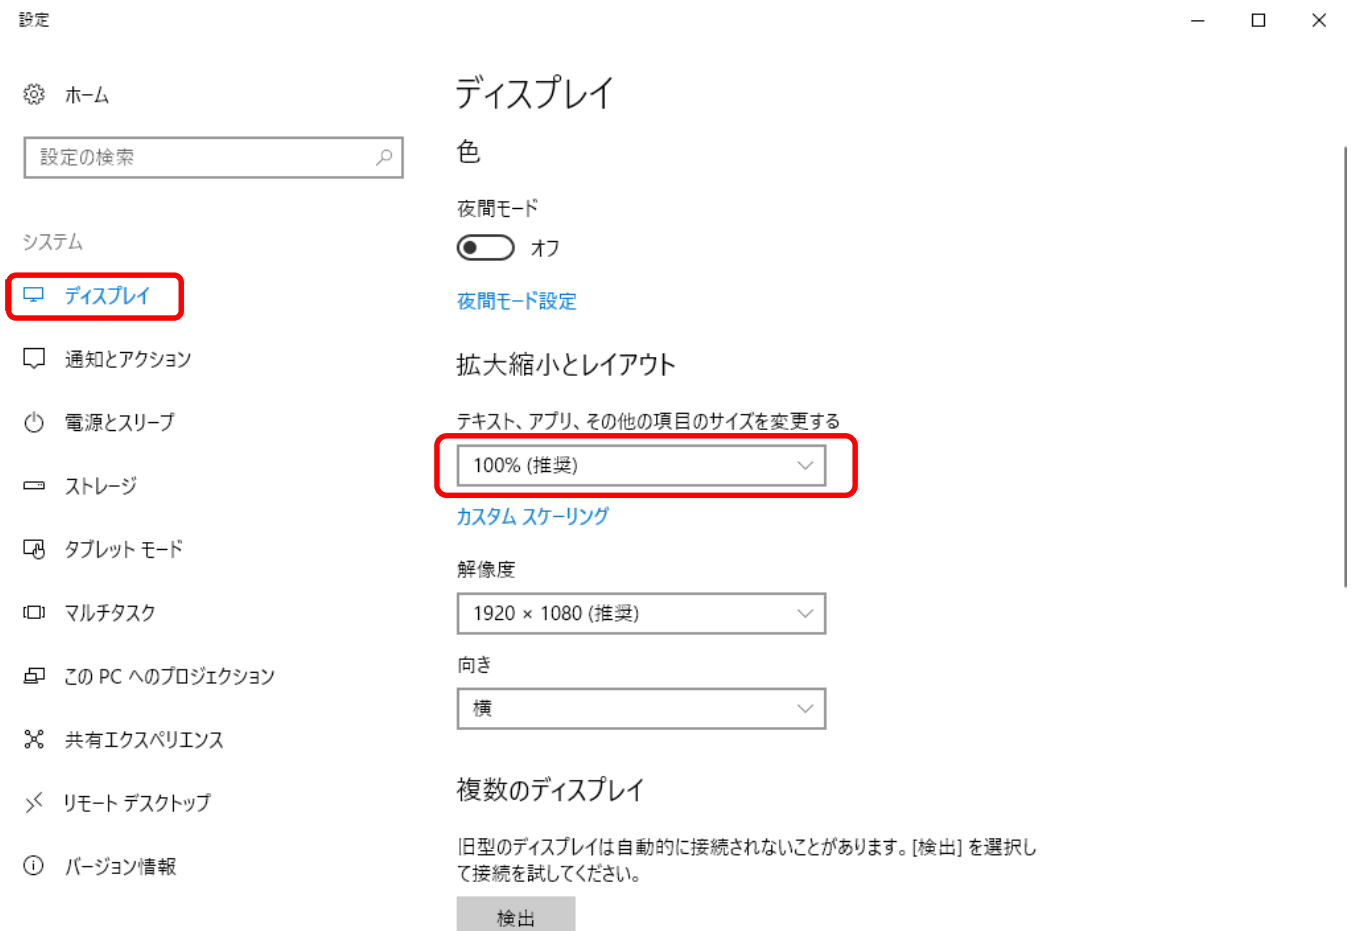 設定
ホーム
設定の検索
システム
ディスプレイ
通知とアクション
電源とスリープ
ストレージ
タブレット モード
マルチタスク
この PC へのプロジェクション
共有エクスペリエンス
リモート デスクトップ
バージョン情報
ディスプレイ
色
夜間モード
オフ
夜間モード設定
拡大縮小とレイアウト
テキスト、アプリ、その他の項目のサイズを変更する
100% (推奨)
カスタム スケーリング
解像度
1920 × 1080 (推奨)
向き
横
複数のディスプレイ
旧型のディスプレイは自動的に接続されないことがあります。[検出] を選択し
て接続を試してください。
検出